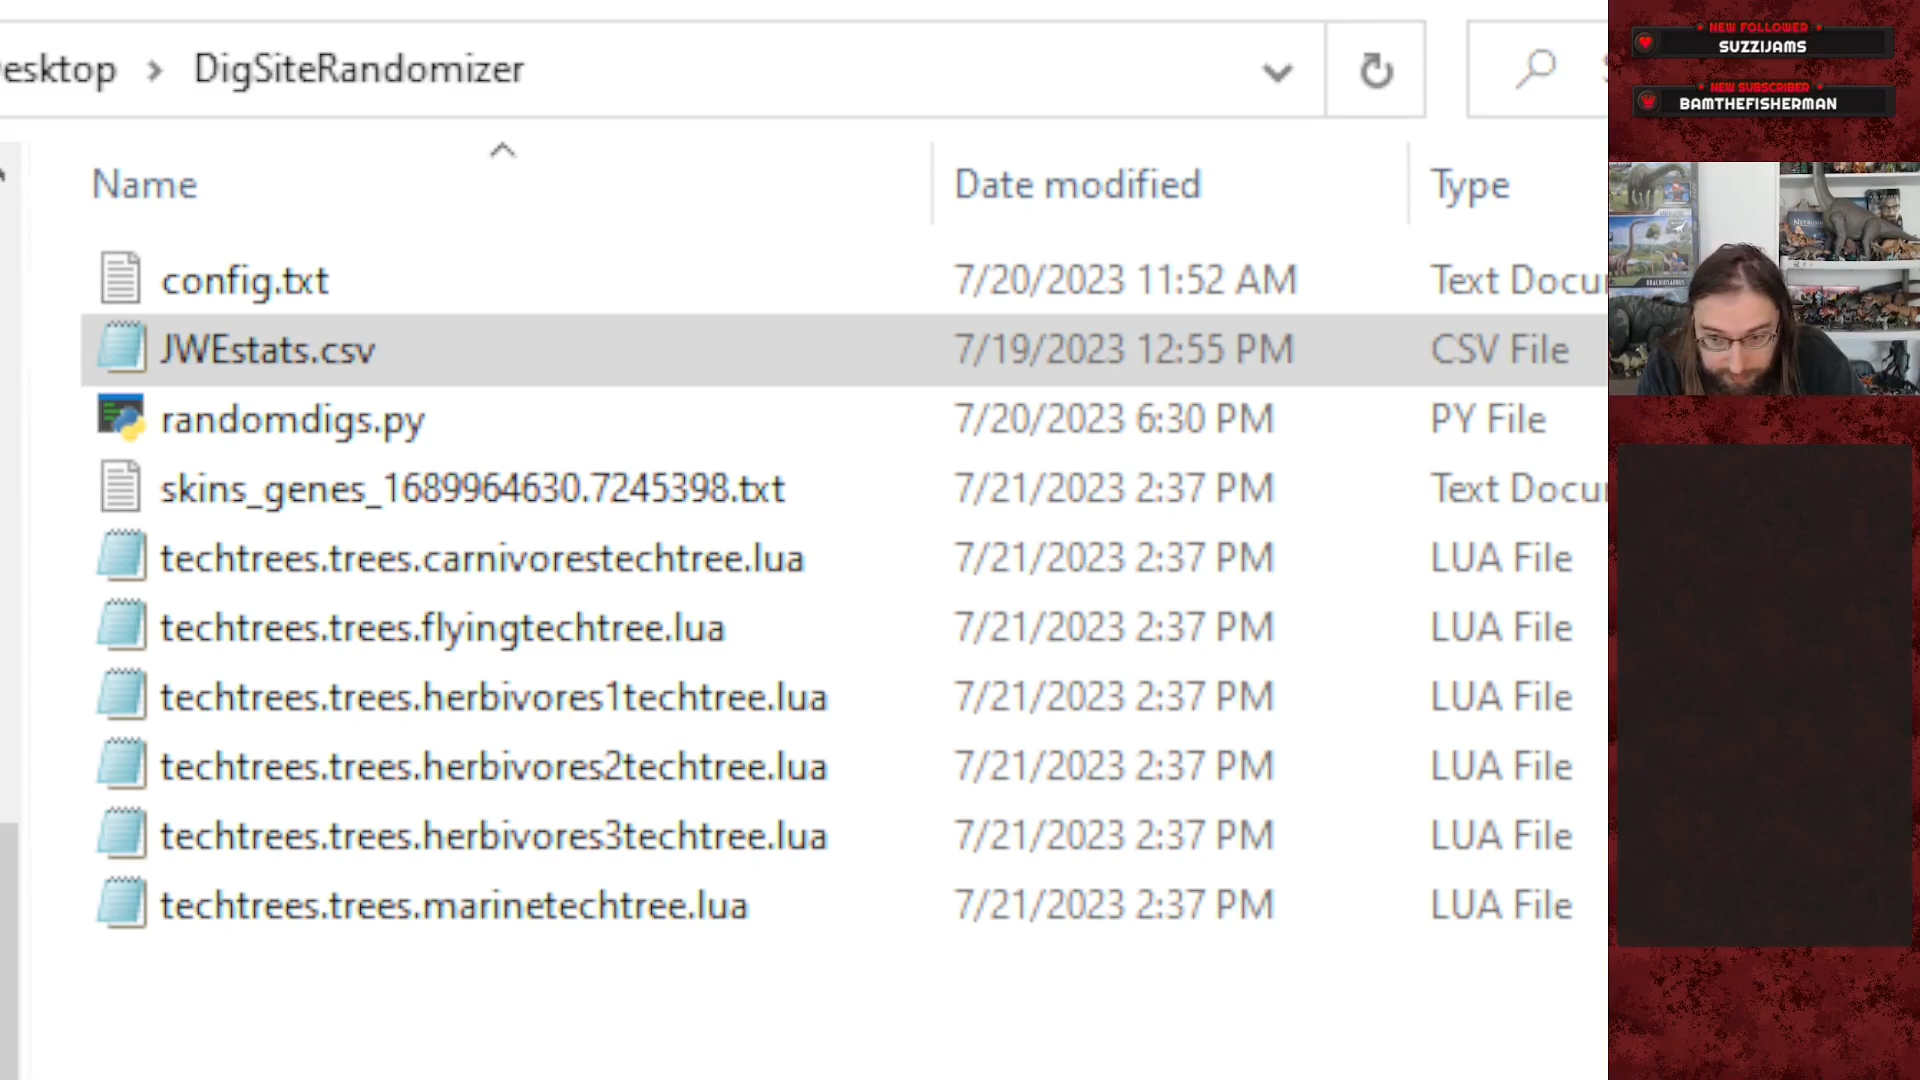 esktop > DigSiteRandomizer
Name Date modified Type
config.txt 7/20/2023 11:52 AM Text Docu
JWEstats.csv 7/19/2023 12:55 PM CSV File
randomdigs.py 7/20/2023 6:30 PM PY File
skins_genes_1689964630.7245398.txt 7/21/2023 2:37 PM Text Docu
techtrees.trees.carnivorestechtree.lua 7/21/2023 2:37 PM LUA File
techtrees.trees.flyingtechtree.lua 7/21/2023 2:37 PM LUA File
techtrees.trees.herbivores1techtree.lua 7/21/2023 2:37 PM LUA File
techtrees.trees.herbivores2techtree.lua 7/21/2023 2:37 PM LUA File
techtrees.trees.herbivores3techtree.lua 7/21/2023 2:37 PM LUA File
techtrees.trees.marinetechtree.lua 7/21/2023 2:37 PM LUA File
NEW FOLLOWER
SUZZIJAMS
NEW SUBSCRIBER
BAMTHEFISHERMAN